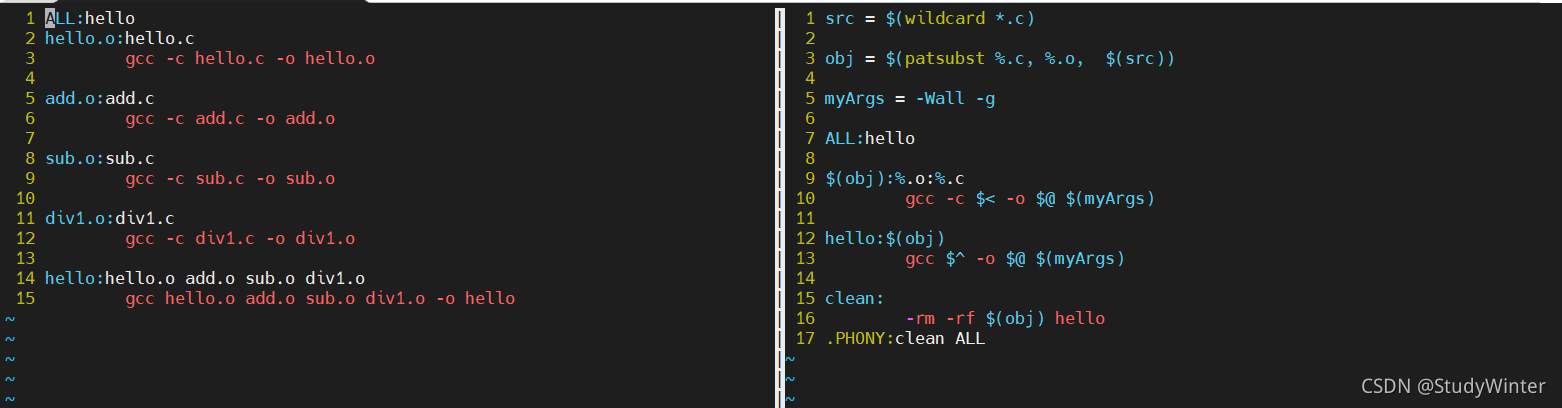 1 ALL:hello
2 hello.o:hello.c
3 gcc -c hello.c -o hello.o
4
5 add.o:add.c
6 gcc -c add.c -o add.o
7
8 sub.o:sub.c
9 gcc -c sub.c -o sub.o
10
11 div1.o:div1.c
12 gcc -c div1.c -o div1.o
13
14 hello:hello.o add.o sub.o div1.o
15 gcc hello.o add.o sub.o div1.o -o hello
~
~
~
~
~
1 src = $(wildcard *.c)
2
3 obj = $(patsubst %.c, %.o,  $(src))
4
5 myArgs = -Wall -g
6
7 ALL:hello
8
9 $(obj):%.o:%.c
10 gcc -c $< -o $@ $(myArgs)
11
12 hello:$(obj)
13 gcc $^ -o $@ $(myArgs)
14
15 clean:
16 -rm -rf $(obj) hello
17 .PHONY:clean ALL
~
~
~
CSDN @StudyWinter